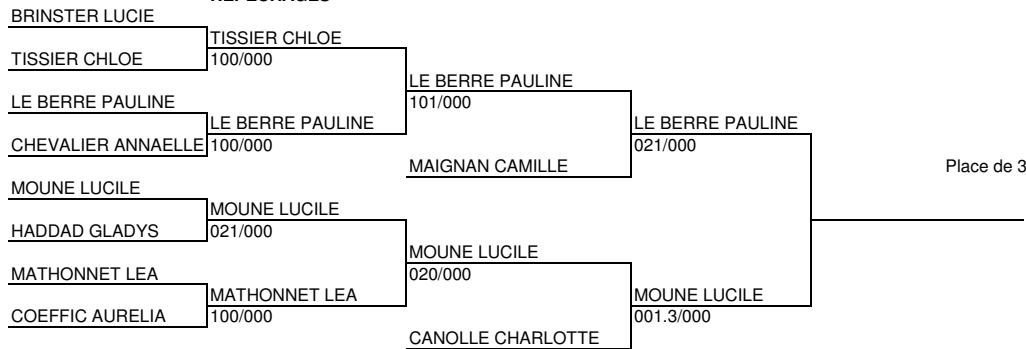 BRINSTER LUCIE
TISSIER CHLOE
TISSIER CHLOE
100/000
LE BERRE PAULINE
101/000
LE BERRE PAULINE
LE BERRE PAULINE
CHEVALIER ANNAELLE
100/000
LE BERRE PAULINE
021/000
MAIGNAN CAMILLE
Place de 3
MOUNE LUCILE
MOUNE LUCILE
HADDAD GLADYS
021/000
MOUNE LUCILE
020/000
MATHONNET LEA
MATHONNET LEA
COEFFIC AURELIA
100/000
MOUNE LUCILE
001.3/000
CANOLLE CHARLOTTE